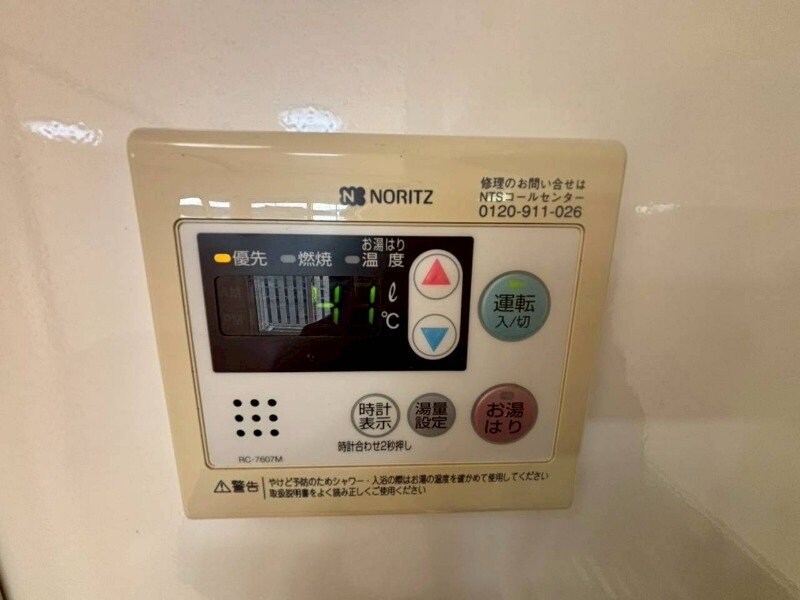 NORITZ
修理のお問い合せは
NTSコールセンター
0120-911-026
お湯はり
優先 燃焼 温度
AM
PM
41 ℓ
℃
運転
入/切
時計
表示
湯量
設定
お湯
はり
時計合わせ2秒押し
RC-7607M
⚠警告 やけど予防のためシャワー・入浴の際はお湯の温度を確かめて使用してください
取扱説明書をよく読み正しくご使用ください